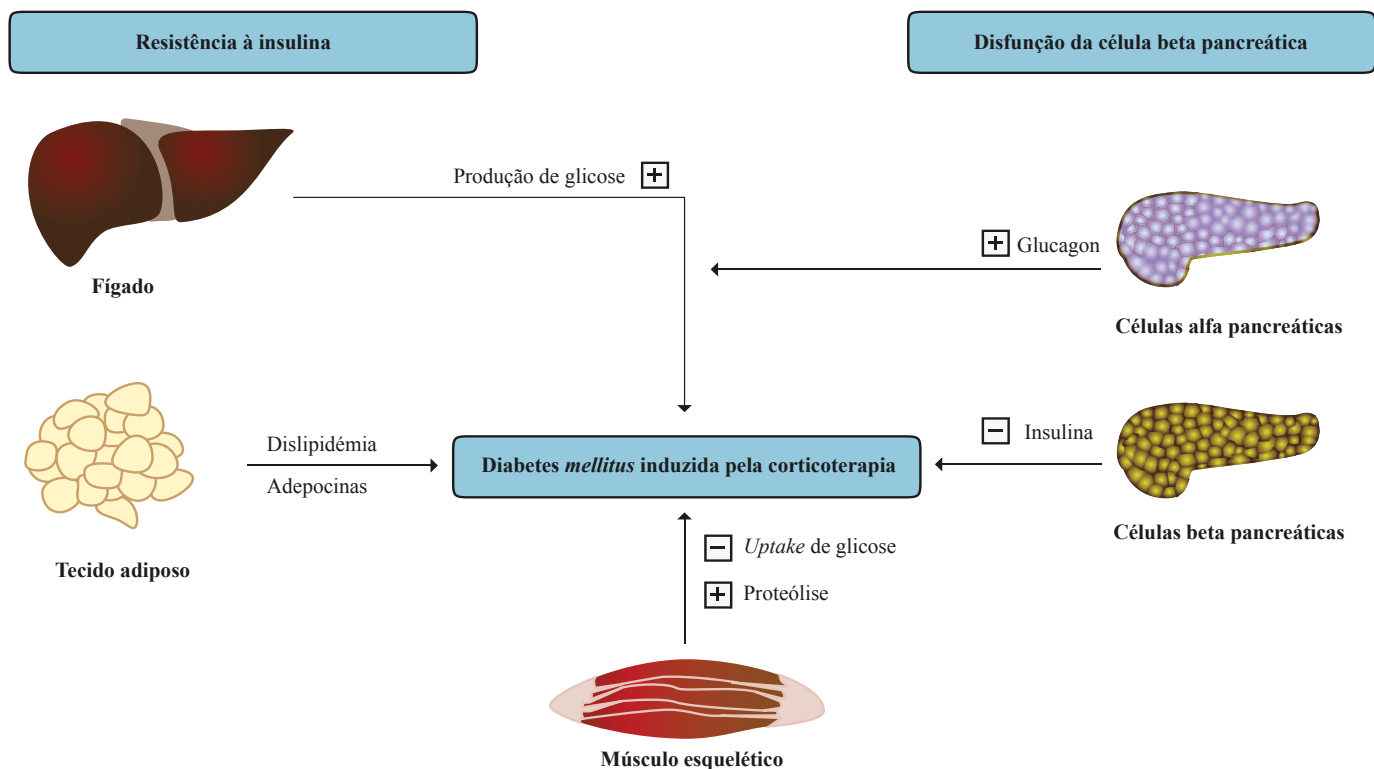 Resistência à insulina
Disfunção da célula beta pancreática
Produção de glicose +
Fígado
+ Glucagon
Células alfa pancreáticas
Dislipidémia
Adepocinas
Tecido adiposo
Diabetes mellitus induzida pela corticoterapia
− Insulina
Células beta pancreáticas
− Uptake de glicose
+ Proteólise
Músculo esquelético